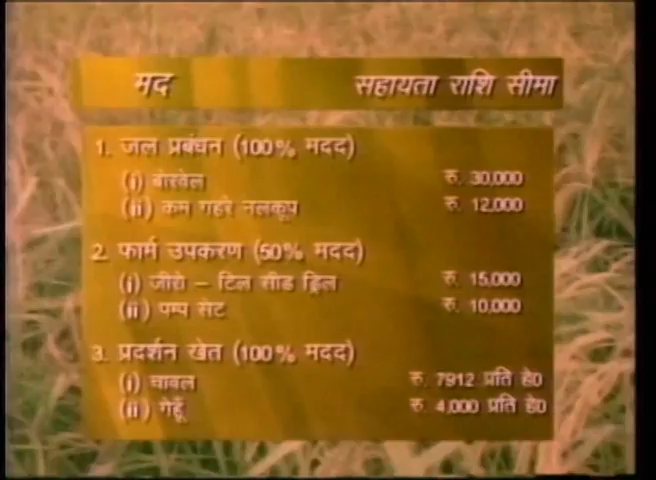 मद सहायता राशि सीमा
1. जल प्रबंधन (100% मदद)
(i) बोरवेल रु. 30,000
(ii) कम गहरे नलकूप रु. 12,000
2. फार्म उपकरण (50% मदद)
(i) जीरो – टिल सीड ड्रिल रु. 15,000
(ii) पम्प सेट रु. 10,000
3. प्रदर्शन खेत (100% मदद)
(i) चावल रु. 7912 प्रति हे0
(ii) गेहूँ रु. 4,000 प्रति हे0